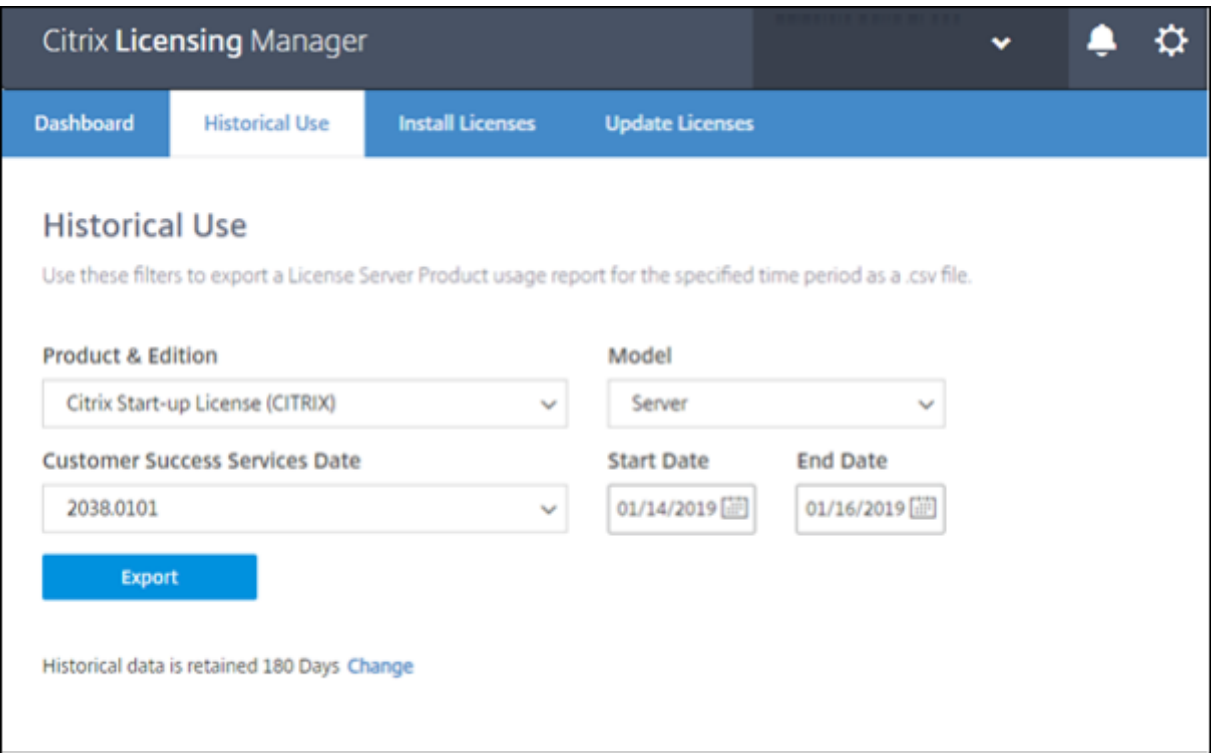 Citrix Licensing Manager
Dashboard Historical Use Install Licenses Update Licenses
Historical Use
Use these filters to export a License Server Product usage report for the specified time period as a .csv file.
Product & Edition Model
Citrix Start-up License (CITRIX) Server
Customer Success Services Date Start Date End Date
2038.0101 01/14/2019 01/16/2019
Export
Historical data is retained 180 Days Change